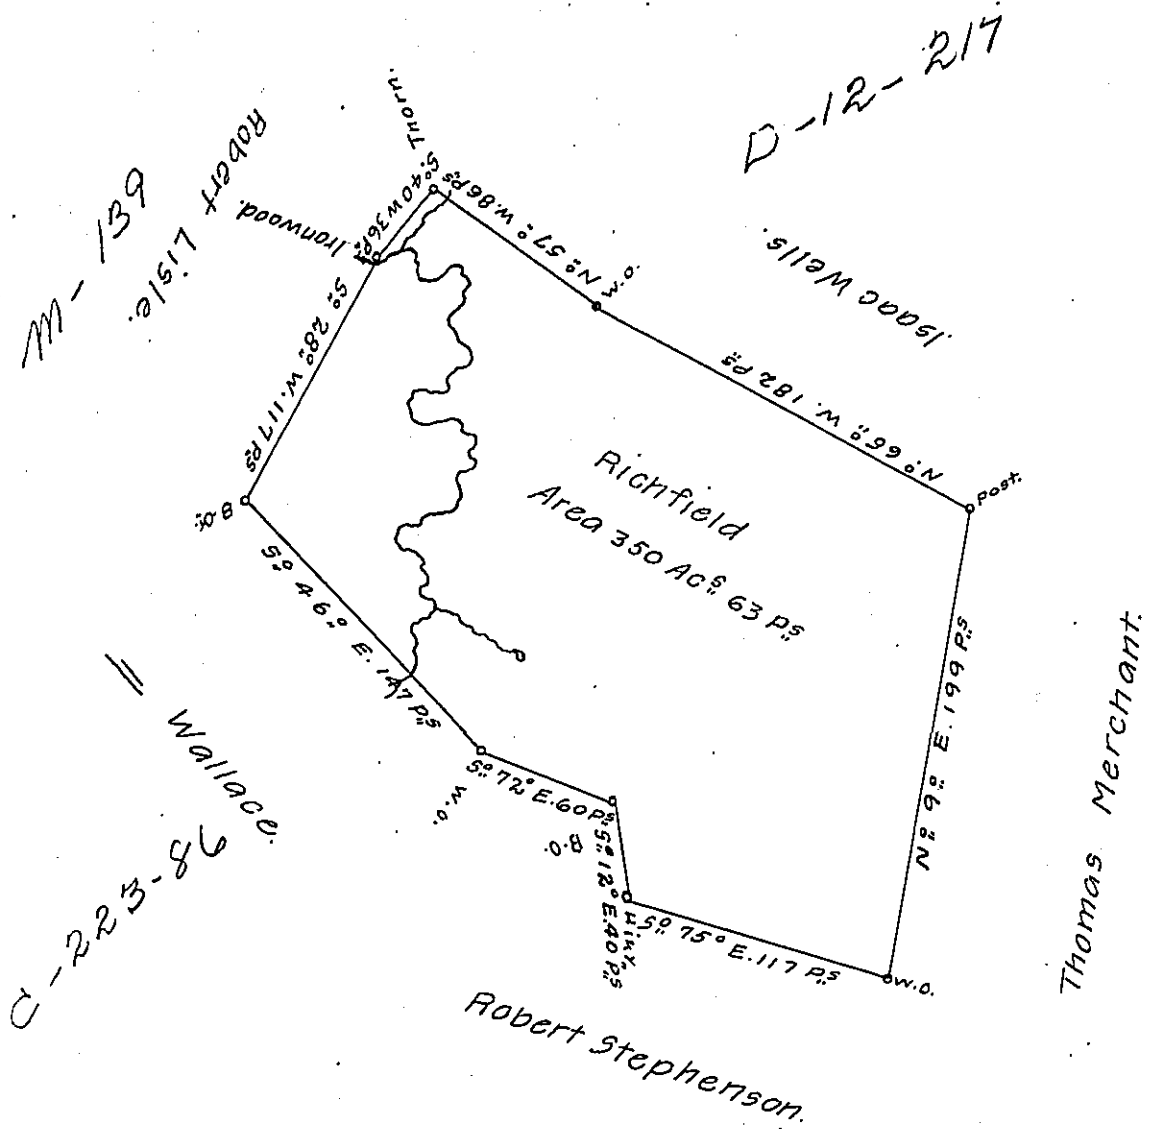 D-12-217
M-139
Robert Lisle.
Isaac Wells.
Thorn.
S.° 40 W 36 Ps
Ironwood.
N.° 57° W. 86 Ps
W.O.
N.° 66° W. 182 Ps
Post.
S.° 28° W. 117 Ps
B.O.
Richfield
Area 350 Acs 63 Ps
S.° 46° E. 147 Ps
N.° 9° E. 199 Ps
Thomas Merchant.
" Wallace.
C-223-86
W.O.
S.° 72° E. 60 Ps
B.O.
S.° 12° E. 40 Ps
Hiky.
S.° 75° E. 117 Ps
W.O.
Robert Stephenson.